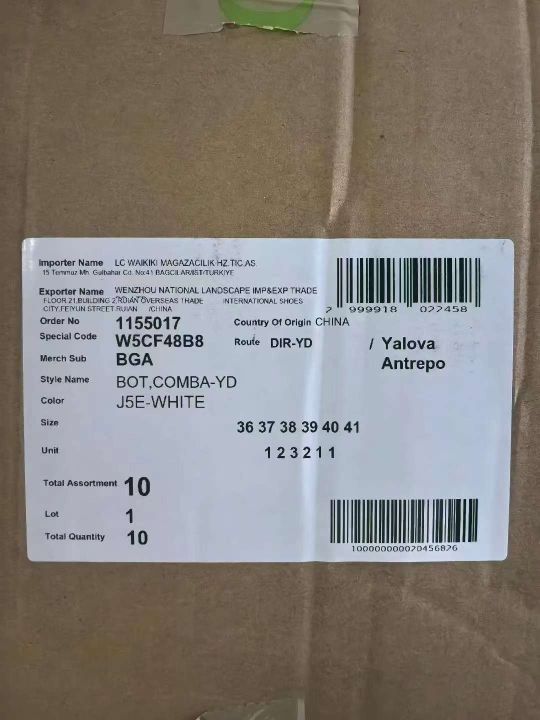 Importer Name LC WAIKIKI MAGAZACILIK HZ.TIC.AS.
15 Temmuz Mh. Gulbahar Cd. No:41 BAGCILAR/IST/TURKIYE
Exporter Name WENZHOU NATIONAL LANDSCAPE IMP&EXP TRADE
FLOOR 21,BUILDING 2 RUIAN OVERSEAS TRADE INTERNATIONAL SHOES
CITY,FEIYUN STREET RUIAN /CHINA
2 999918 027458
Order No 1155017 Country Of Origin CHINA
Special Code W5CF48B8 Route DIR-YD / Yalova
Antrepo
Merch Sub BGA
Style Name BOT,COMBA-YD
Color J5E-WHITE
Size 36 37 38 39 40 41
Unit 1 2 3 2 1 1
Total Assortment 10
Lot 1
Total Quantity 10
100000000020456826